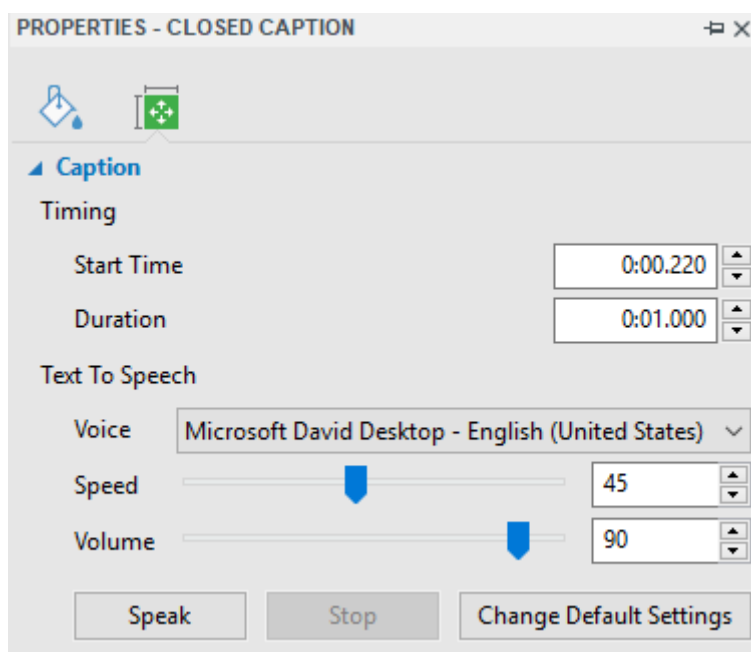 PROPERTIES - CLOSED CAPTION
Caption
Timing
Start Time 0:00.220
Duration 0:01.000
Text To Speech
Voice Microsoft David Desktop - English (United States)
Speed 45
Volume 90
Speak Stop Change Default Settings